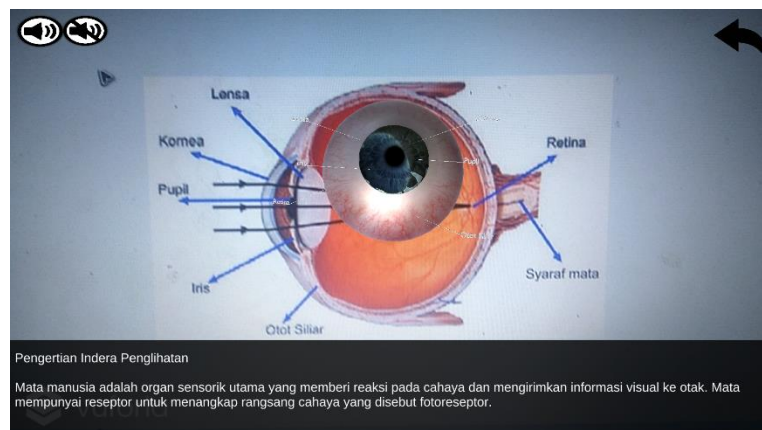 Lensa
Kornea
Retina
Pupil
Pupil
Iris
Syaraf mata
Otot Siliar
Pengertian Indera Penglihatan
Mata manusia adalah organ sensorik utama yang memberi reaksi pada cahaya dan mengirimkan informasi visual ke otak. Mata
mempunyai reseptor untuk menangkap rangsang cahaya yang disebut fotoreseptor.
vuforia